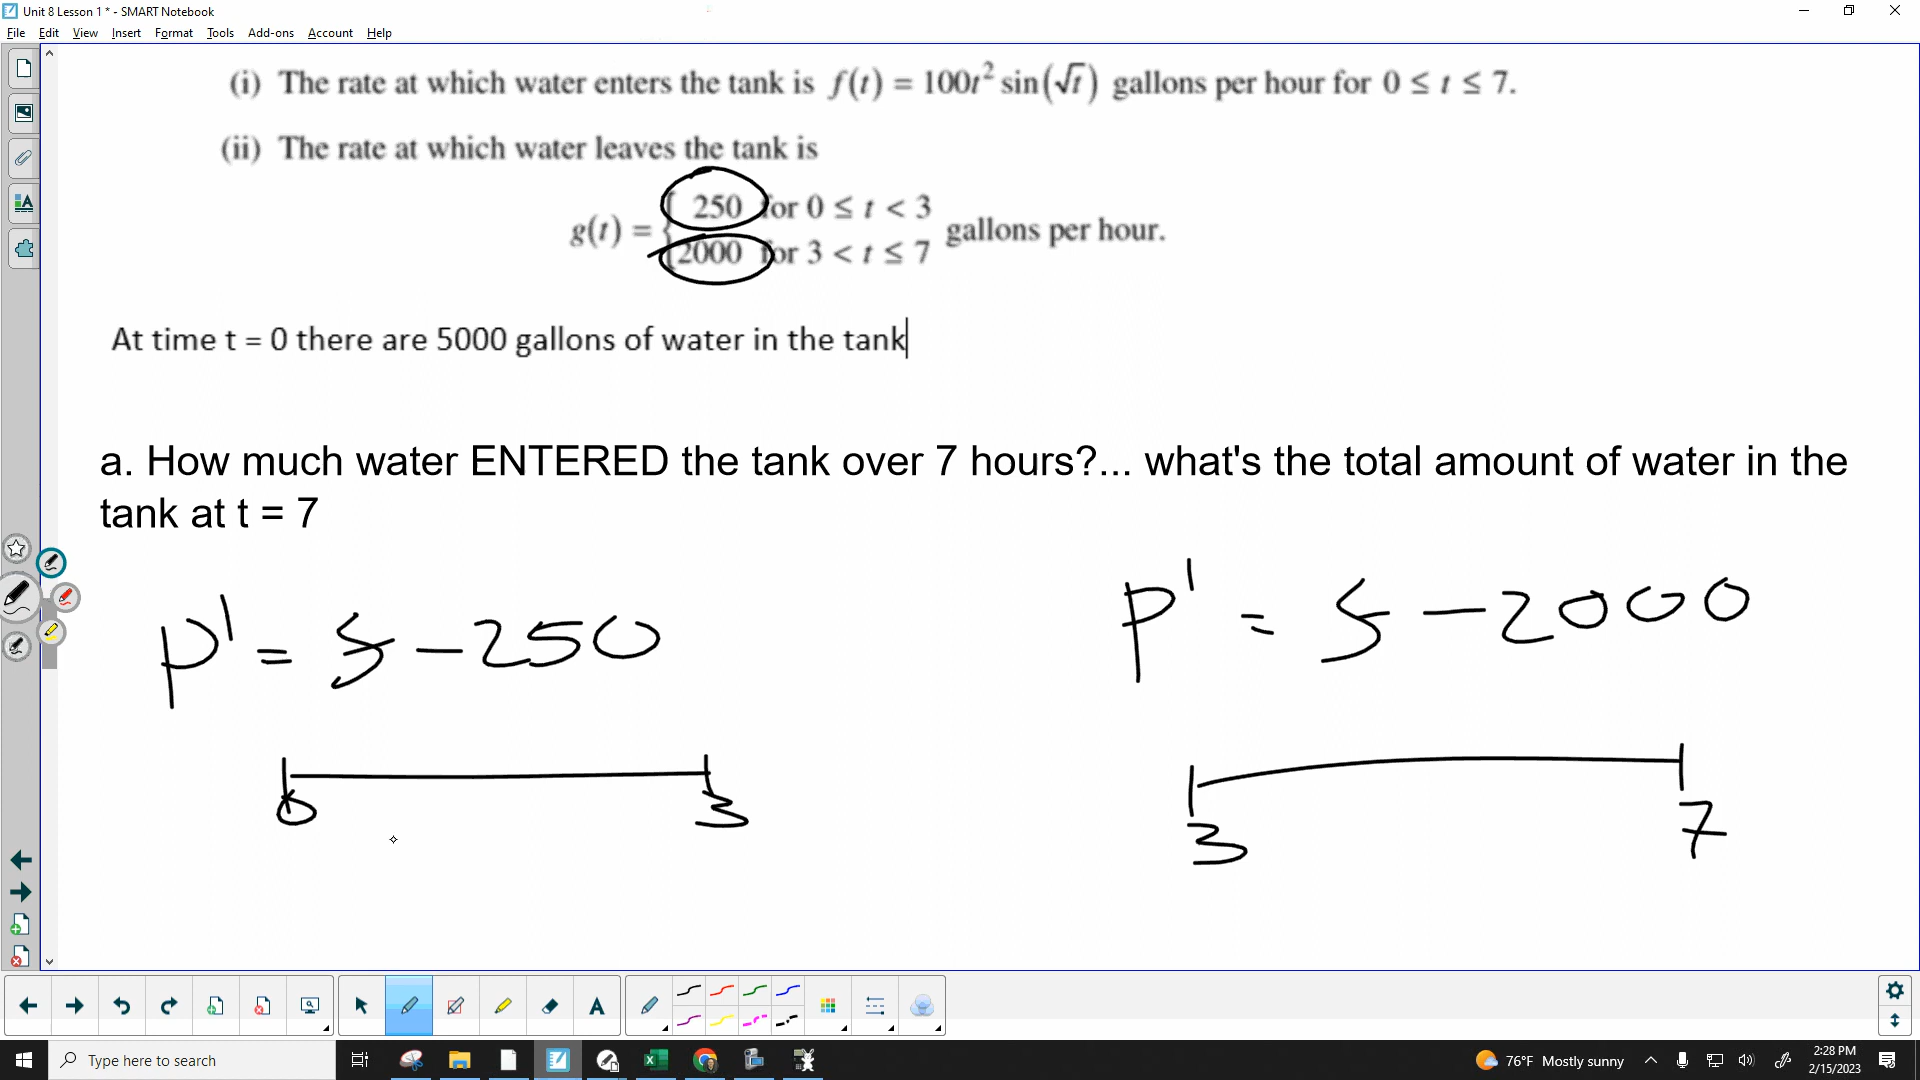 Unit 8 Lesson 1 * - SMART Notebook
File Edit View Insert Format Tools Add-ons Account Help
(i) The rate at which water enters the tank is f(t) = 100t² sin(√t) gallons per hour for 0 ≤ t ≤ 7.
(ii) The rate at which water leaves the tank is
g(t) = { 250 for 0 ≤ t < 3
2000 for 3 < t ≤ 7 gallons per hour.
At time t = 0 there are 5000 gallons of water in the tank
a. How much water ENTERED the tank over 7 hours?... what's the total amount of water in the
tank at t = 7
P' = f - 250
P' = f - 2000
0 3
3 7
A
Type here to search
76°F Mostly sunny
2:28 PM
2/15/2023